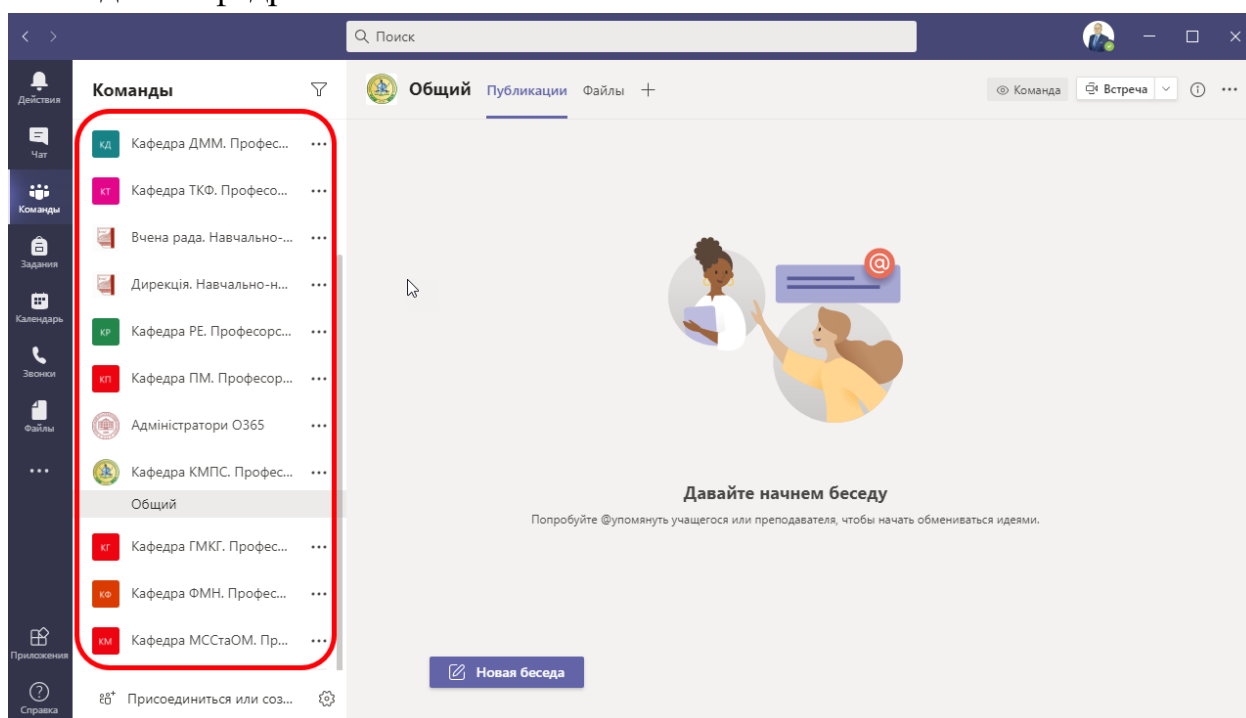 Поиск
Действия
Чат
Команды
Задания
Календарь
Звонки
Файлы
Приложения
Справка
Команды
КД Кафедра ДММ. Професс...
КТ Кафедра ТКФ. Професо...
Вчена рада. Навчально-...
Дирекція. Навчально-н...
КР Кафедра РЕ. Професорс...
КП Кафедра ПМ. Професор...
Адміністратори О365
Кафедра КМПС. Профес...
Общий
КГ Кафедра ГМКГ. Профес...
КФ Кафедра ФМН. Профес...
КМ Кафедра МССтаОМ. Пр...
Присоединиться или соз...
Общий Публикации Файлы
Команда Встреча
Давайте начнем беседу
Попробуйте @упомянуть учащегося или преподавателя, чтобы начать обмениваться идеями.
Новая беседа